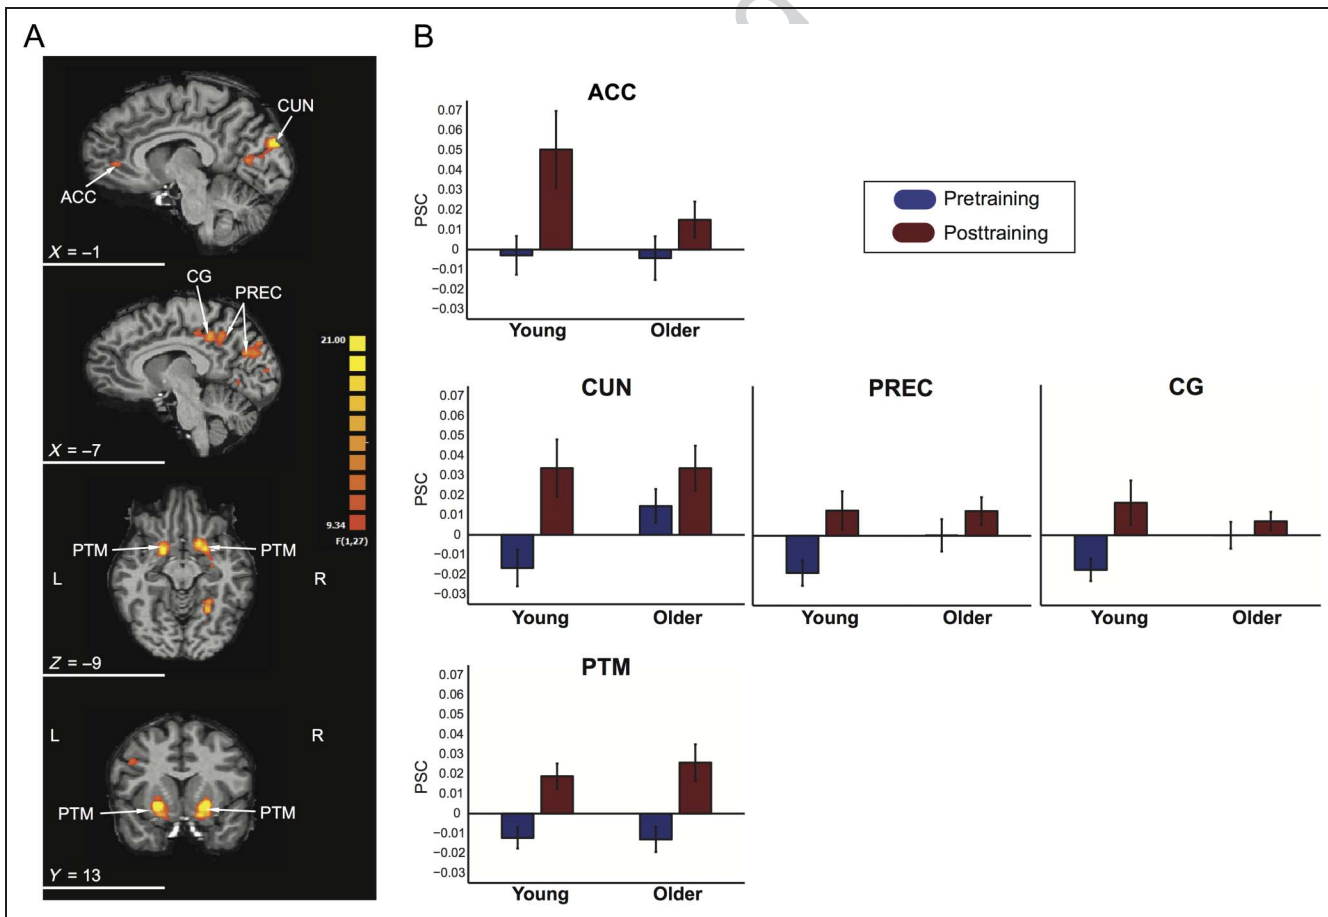 A
CUN
ACC
X = –1
CG
PREC
21.00
9.34
F(1,27)
X = –7
PTM
PTM
L
R
Z = –9
L
R
PTM
PTM
Y = 13
B
ACC
0.07
0.06
0.05
0.04
0.03
0.02
0.01
0
−0.01
−0.02
−0.03
PSC
Young Older
Pretraining
Posttraining
CUN
0.07
0.06
0.05
0.04
0.03
0.02
0.01
0
−0.01
−0.02
−0.03
PSC
Young Older
PREC
Young Older
CG
Young Older
PTM
0.07
0.06
0.05
0.04
0.03
0.02
0.01
0
−0.01
−0.02
−0.03
PSC
Young Older